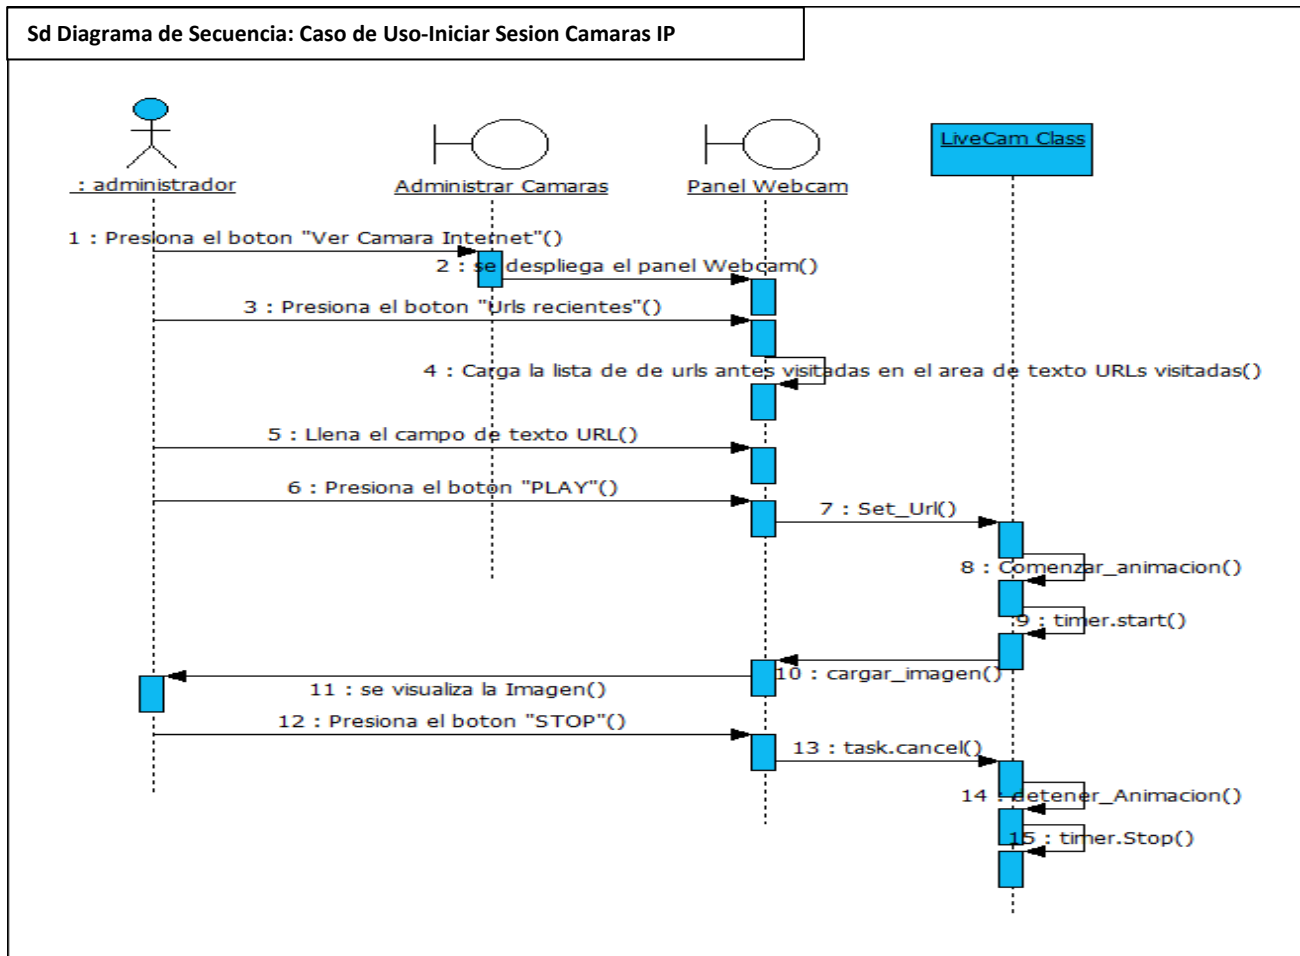 Sd Diagrama de Secuencia: Caso de Uso-Iniciar Sesion Camaras IP
: administrador
Administrar Camaras
Panel Webcam
LiveCam Class
1 : Presiona el boton "Ver Camara Internet"()
2 : se despliega el panel Webcam()
3 : Presiona el boton "Urls recientes"()
4 : Carga la lista de de urls antes visitadas en el area de texto URLs visitadas()
5 : Llena el campo de texto URL()
6 : Presiona el boton "PLAY"()
7 : Set_Url()
8 : Comenzar_animacion()
9 : timer.start()
10 : cargar_imagen()
11 : se visualiza la Imagen()
12 : Presiona el boton "STOP"()
13 : task.cancel()
14 : detener_Animacion()
15 : timer.Stop()